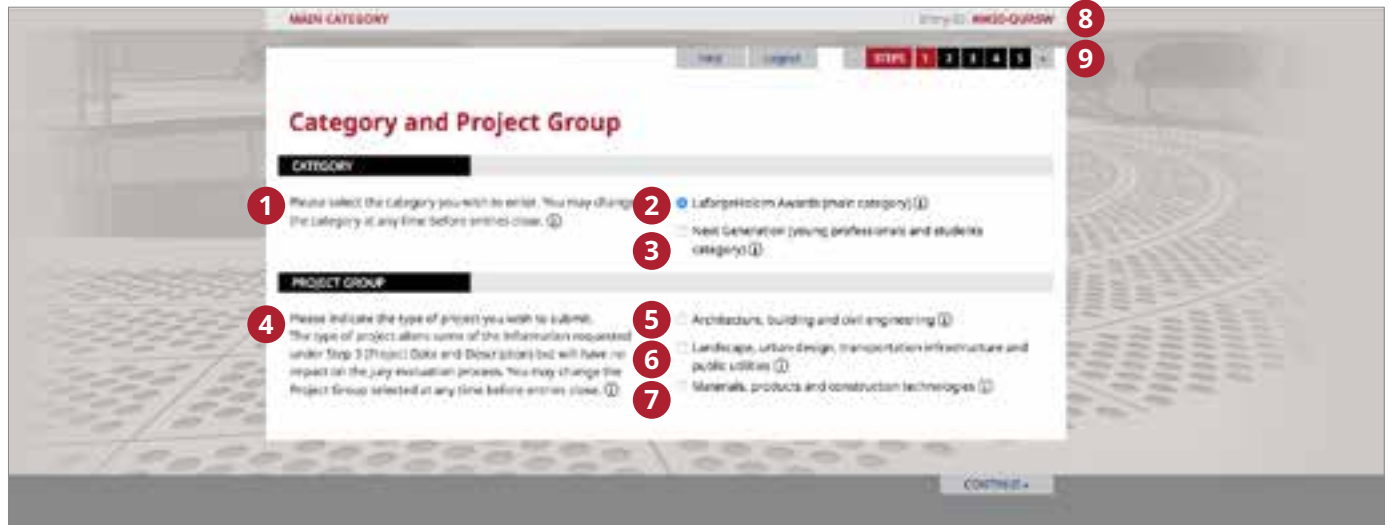 MAIN CATEGORY Entry ID 8
Help Logout STEPS 1 2 3 4 5 9
Category and Project Group
CATEGORY
1 Please select the category you wish to enter. You may change 2 LafargeHolcim Awards (main category)
the category at any time before entries close.
Next Generation (young professionals and students
3 category)
PROJECT GROUP
4 Please indicate the type of project you wish to submit. 5 Architecture, building and civil engineering
The type of project alters some of the information requested
under Step 3 (Project Data and Description) but will have no 6 Landscape, urban design, transportation infrastructure and
impact on the jury evaluation process. You may change the public utilities
Project Group selected at any time before entries close. 7 Materials, products and construction technologies
CONTINUE